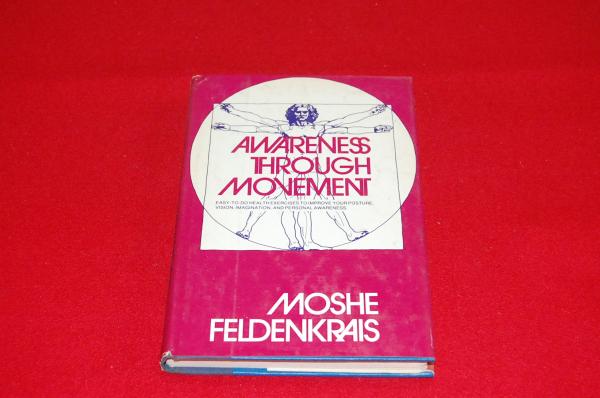 AWARENESS
THROUGH
MOVEMENT
EASY-TO-DO HEALTH EXERCISES TO IMPROVE YOUR POSTURE,
VISION, IMAGINATION, AND PERSONAL AWARENESS
MOSHE
FELDENKRAIS